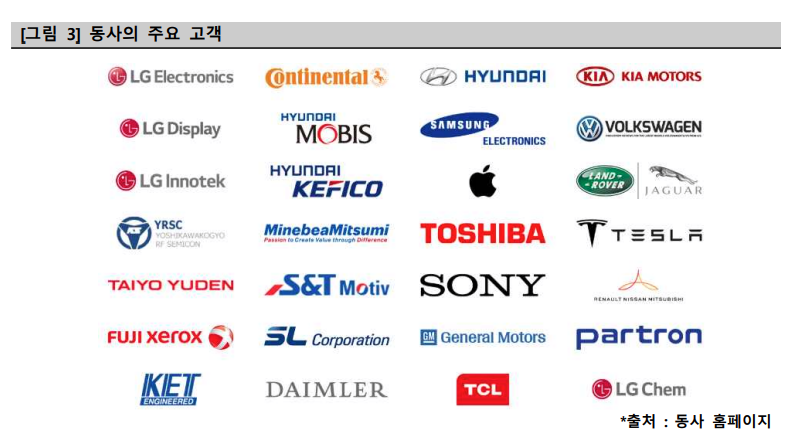 [그림 3] 동사의 주요 고객
LG Electronics
Continental
HYUNDAI
KIA KIA MOTORS
LG Display
HYUNDAI
MOBIS
SAMSUNG
ELECTRONICS
VOLKSWAGEN
LG Innotek
HYUNDAI
KEFICO
LAND-
ROVER
JAGUAR
YRSC
YOSHIKAWAKOGYO
RF SEMICON
MinebeaMitsumi
Passion to Create Value through Difference
TOSHIBA
TESLA
TAIYO YUDEN
S&T Motiv
SONY
RENAULT NISSAN MITSUBISHI
FUJI xerox
SL Corporation
GM General Motors
partron
KET
ENGINEERED
DAIMLER
TCL
LG Chem
*출처 : 동사 홈페이지